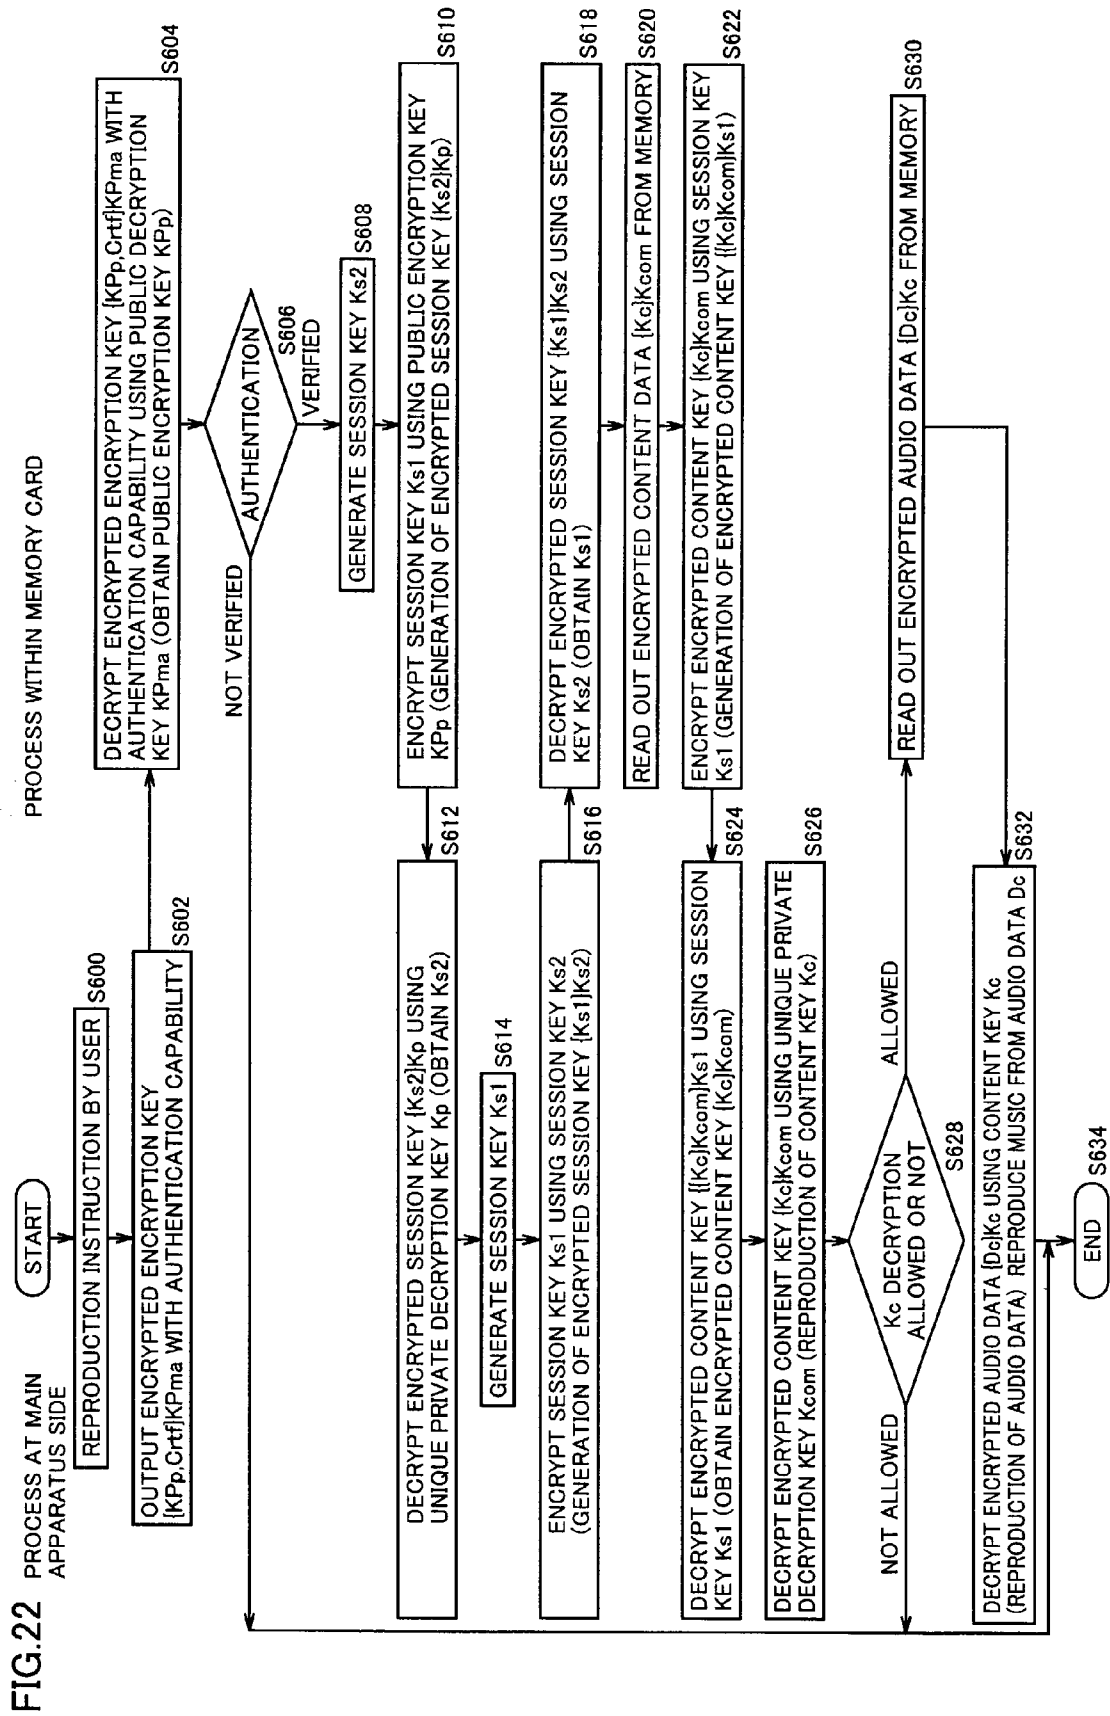 FIG.22
PROCESS AT MAIN
APPARATUS SIDE
PROCESS WITHIN MEMORY CARD
START
REPRODUCTION INSTRUCTION BY USER
S600
OUTPUT ENCRYPTED ENCRYPTION KEY
{KPp,Crtf}KPma WITH AUTHENTICATION CAPABILITY
S602
DECRYPT ENCRYPTED ENCRYPTION KEY {KPp,Crtf}KPma WITH
AUTHENTICATION CAPABILITY USING PUBLIC DECRYPTION
KEY KPma (OBTAIN PUBLIC ENCRYPTION KEY KPp)
S604
AUTHENTICATION
S606
NOT VERIFIED
VERIFIED
GENERATE SESSION KEY Ks2
S608
ENCRYPT SESSION KEY Ks1 USING PUBLIC ENCRYPTION KEY
KPp (GENERATION OF ENCRYPTED SESSION KEY {Ks2}Kp)
S610
DECRYPT ENCRYPTED SESSION KEY {Ks2}Kp USING
UNIQUE PRIVATE DECRYPTION KEY Kp (OBTAIN Ks2)
S612
GENERATE SESSION KEY Ks1
S614
ENCRYPT SESSION KEY Ks1 USING SESSION KEY Ks2
(GENERATION OF ENCRYPTED SESSION KEY {Ks1}Ks2)
S616
DECRYPT ENCRYPTED SESSION KEY {Ks1}Ks2 USING SESSION
KEY Ks2 (OBTAIN Ks1)
S618
READ OUT ENCRYPTED CONTENT DATA {Kc}Kcom FROM MEMORY
S620
ENCRYPT ENCRYPTED CONTENT KEY {Kc}Kcom USING SESSION KEY
Ks1 (GENERATION OF ENCRYPTED CONTENT KEY {{Kc}Kcom}Ks1)
S622
DECRYPT ENCRYPTED CONTENT KEY {{Kc}Kcom}Ks1 USING SESSION
KEY Ks1 (OBTAIN ENCRYPTED CONTENT KEY {Kc}Kcom)
S624
DECRYPT ENCRYPTED CONTENT KEY {Kc}Kcom USING UNIQUE PRIVATE
DECRYPTION KEY Kcom (REPRODUCTION OF CONTENT KEY Kc)
S626
Kc DECRYPTION
ALLOWED OR NOT
S628
NOT ALLOWED
ALLOWED
READ OUT ENCRYPTED AUDIO DATA {Dc}Kc FROM MEMORY
S630
DECRYPT ENCRYPTED AUDIO DATA {Dc}Kc USING CONTENT KEY Kc
(REPRODUCTION OF AUDIO DATA) REPRODUCE MUSIC FROM AUDIO DATA Dc
S632
END
S634